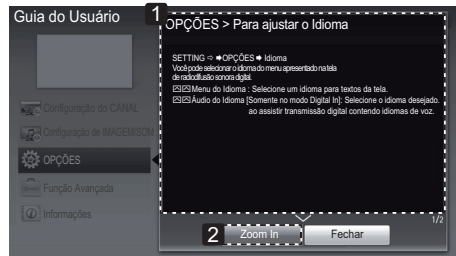 Guia do Usuário
1
OPÇÕES > Para ajustar o Idioma
SETTING ⇨ ➡OPÇÕES ➡ Idioma
Você pode selecionar o idioma do menu apresentado na tela
de radiodifusão sonora digital.
Menu do Idioma : Selecione um idioma para textos da tela.
Áudio do Idioma [Somente no modo Digital In]: Selecione o idioma desejado.
ao assistir transmissão digital contendo idiomas de voz.
Configuração do CANAL
Configuração de IMAGEM/SOM
OPÇÕES
Função Avançada
Informações
1/2
2
Zoom In
Fechar